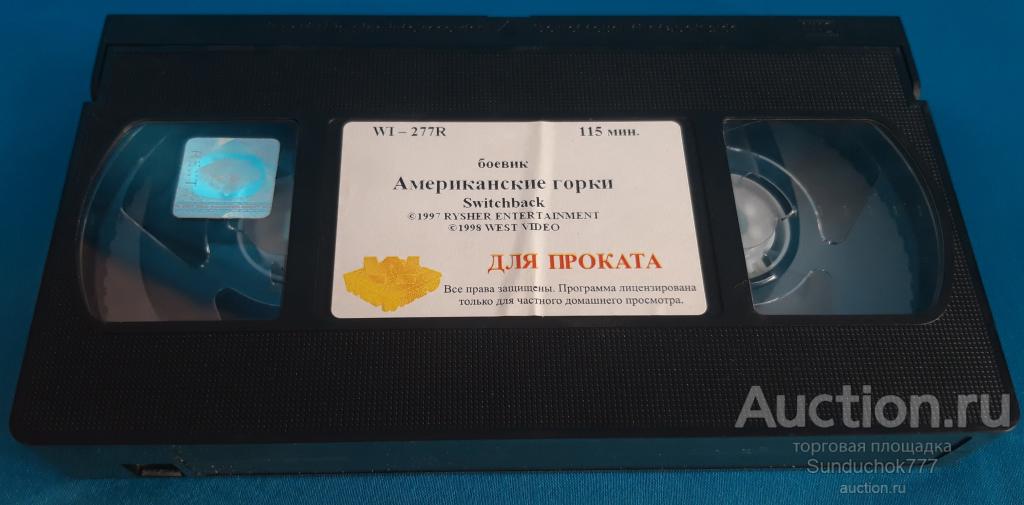 WI – 277R 115 мин.
боевик
Американские горки
Switchback
©1997 RYSHER ENTERTAINMENT
©1998 WEST VIDEO
ДЛЯ ПРОКАТА
Все права защищены. Программа лицензирована
только для частного домашнего просмотра.
Auction.ru
торговая площадка
Sunduchok777
auction.ru